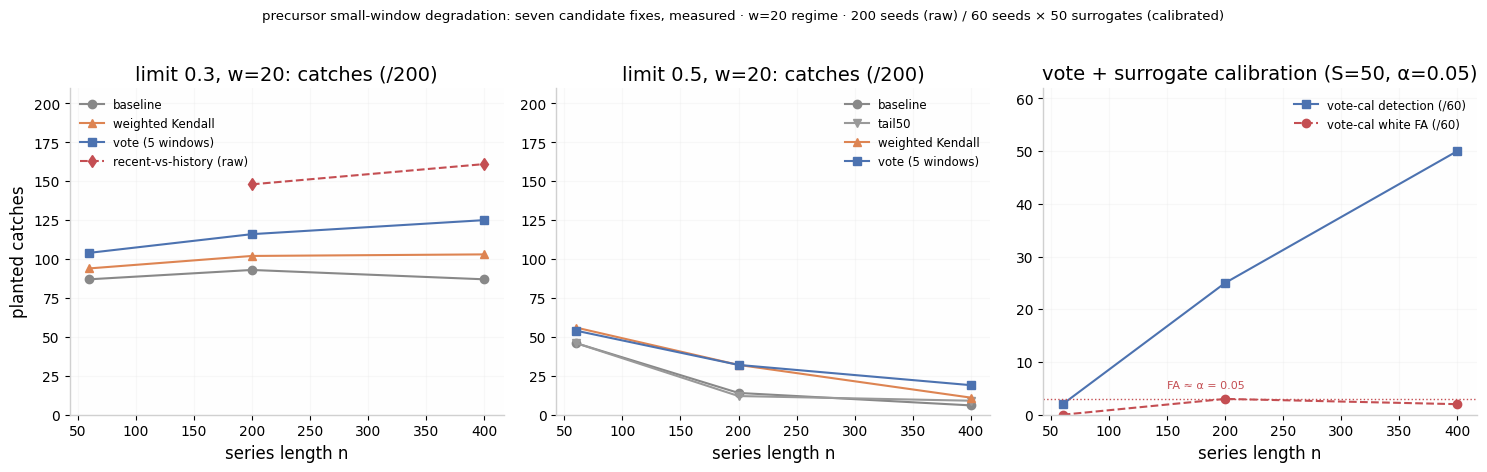 precursor small-window degradation: seven candidate fixes, measured · w=20 regime · 200 seeds (raw) / 60 seeds × 50 surrogates (calibrated)
limit 0.3, w=20: catches (/200)
planted catches
200
175
150
125
100
75
50
25
0
baseline
weighted Kendall
vote (5 windows)
recent-vs-history (raw)
50 100 150 200 250 300 350 400
series length n
limit 0.5, w=20: catches (/200)
200
175
150
125
100
75
50
25
0
baseline
tail50
weighted Kendall
vote (5 windows)
50 100 150 200 250 300 350 400
series length n
vote + surrogate calibration (S=50, α=0.05)
60
50
40
30
20
10
0
vote-cal detection (/60)
vote-cal white FA (/60)
FA ≈ α = 0.05
50 100 150 200 250 300 350 400
series length n